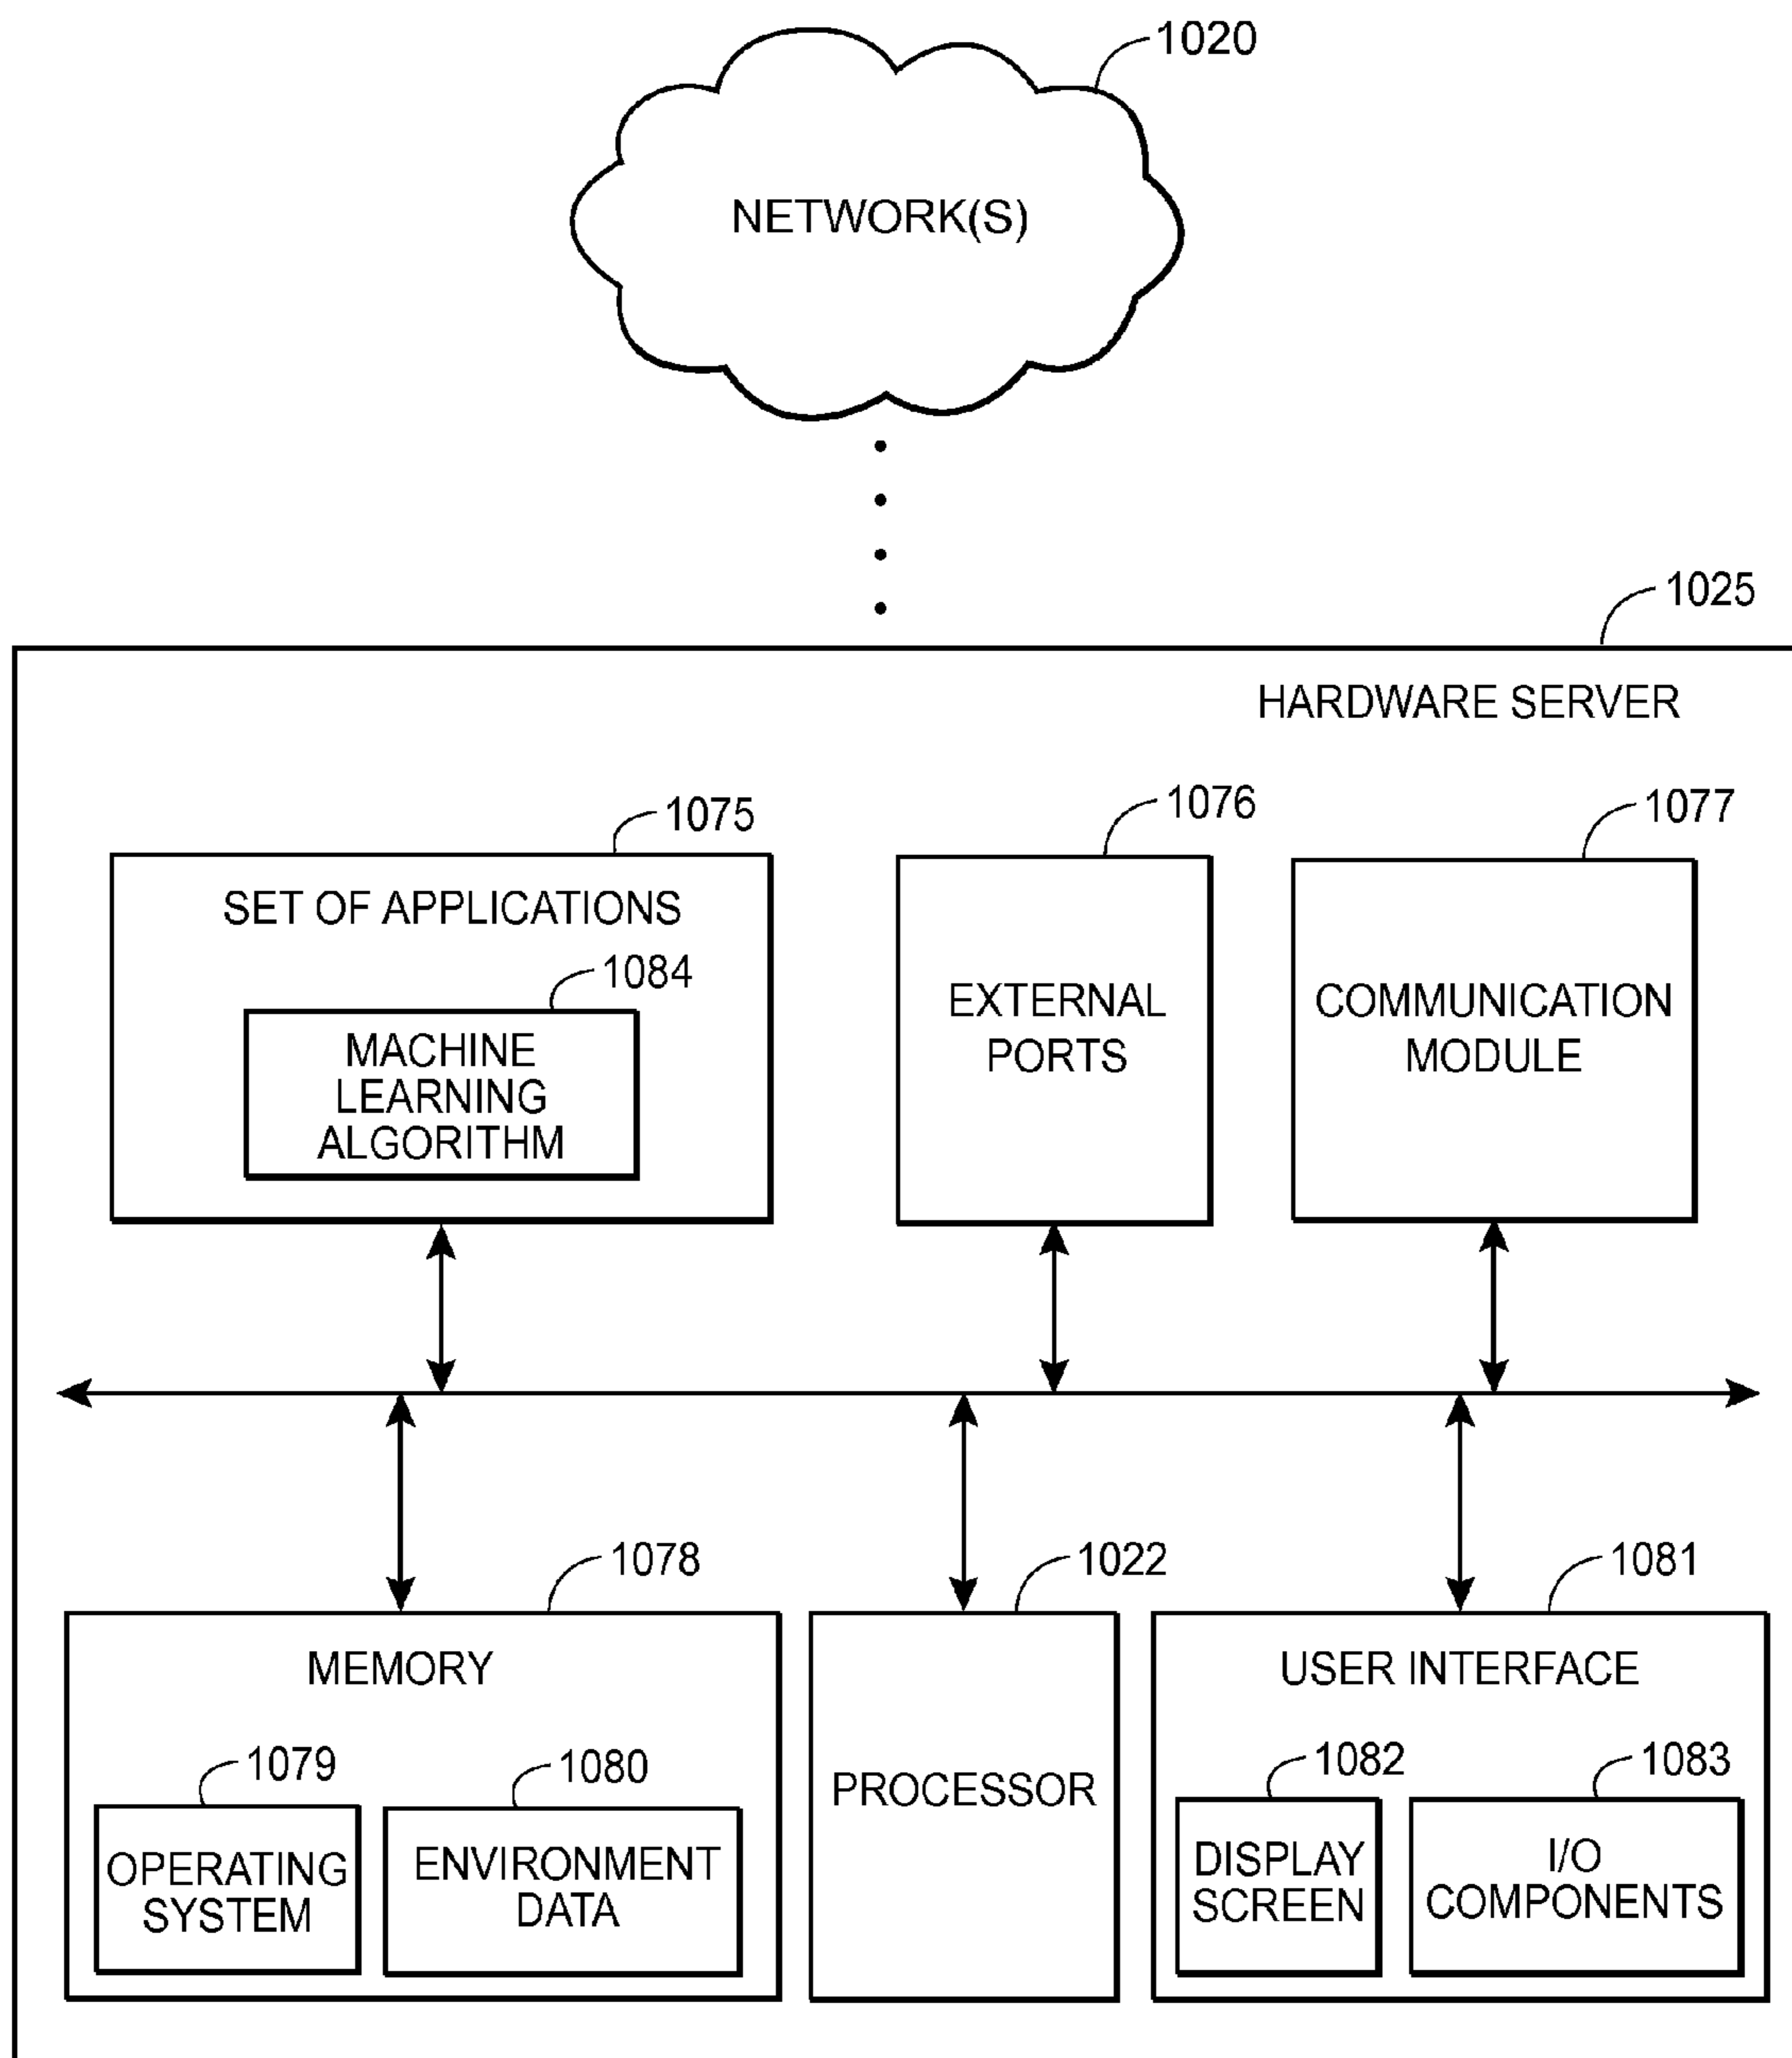 1020
NETWORK(S)
1025
HARDWARE SERVER
1075
SET OF APPLICATIONS
1084
MACHINE
LEARNING
ALGORITHM
1076
EXTERNAL
PORTS
1077
COMMUNICATION
MODULE
1078
MEMORY
1079
OPERATING
SYSTEM
1080
ENVIRONMENT
DATA
1022
PROCESSOR
1081
USER INTERFACE
1082
DISPLAY
SCREEN
1083
I/O
COMPONENTS